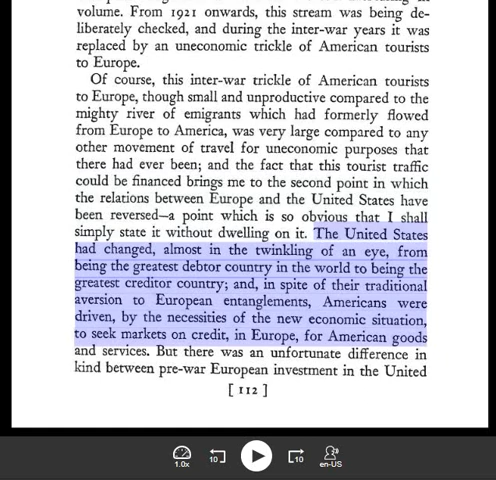 volume. From 1921 onwards, this stream was being de-
liberately checked, and during the inter-war years it was
replaced by an uneconomic trickle of American tourists
to Europe.
Of course, this inter-war trickle of American tourists
to Europe, though small and unproductive compared to the
mighty river of emigrants which had formerly flowed
from Europe to America, was very large compared to any
other movement of travel for uneconomic purposes that
there had ever been; and the fact that this tourist traffic
could be financed brings me to the second point in which
the relations between Europe and the United States have
been reversed—a point which is so obvious that I shall
simply state it without dwelling on it. The United States
had changed, almost in the twinkling of an eye, from
being the greatest debtor country in the world to being the
greatest creditor country; and, in spite of their traditional
aversion to European entanglements, Americans were
driven, by the necessities of the new economic situation,
to seek markets on credit, in Europe, for American goods
and services. But there was an unfortunate difference in
kind between pre-war European investment in the United
[ 112 ]
1.0x
10
10
en-US